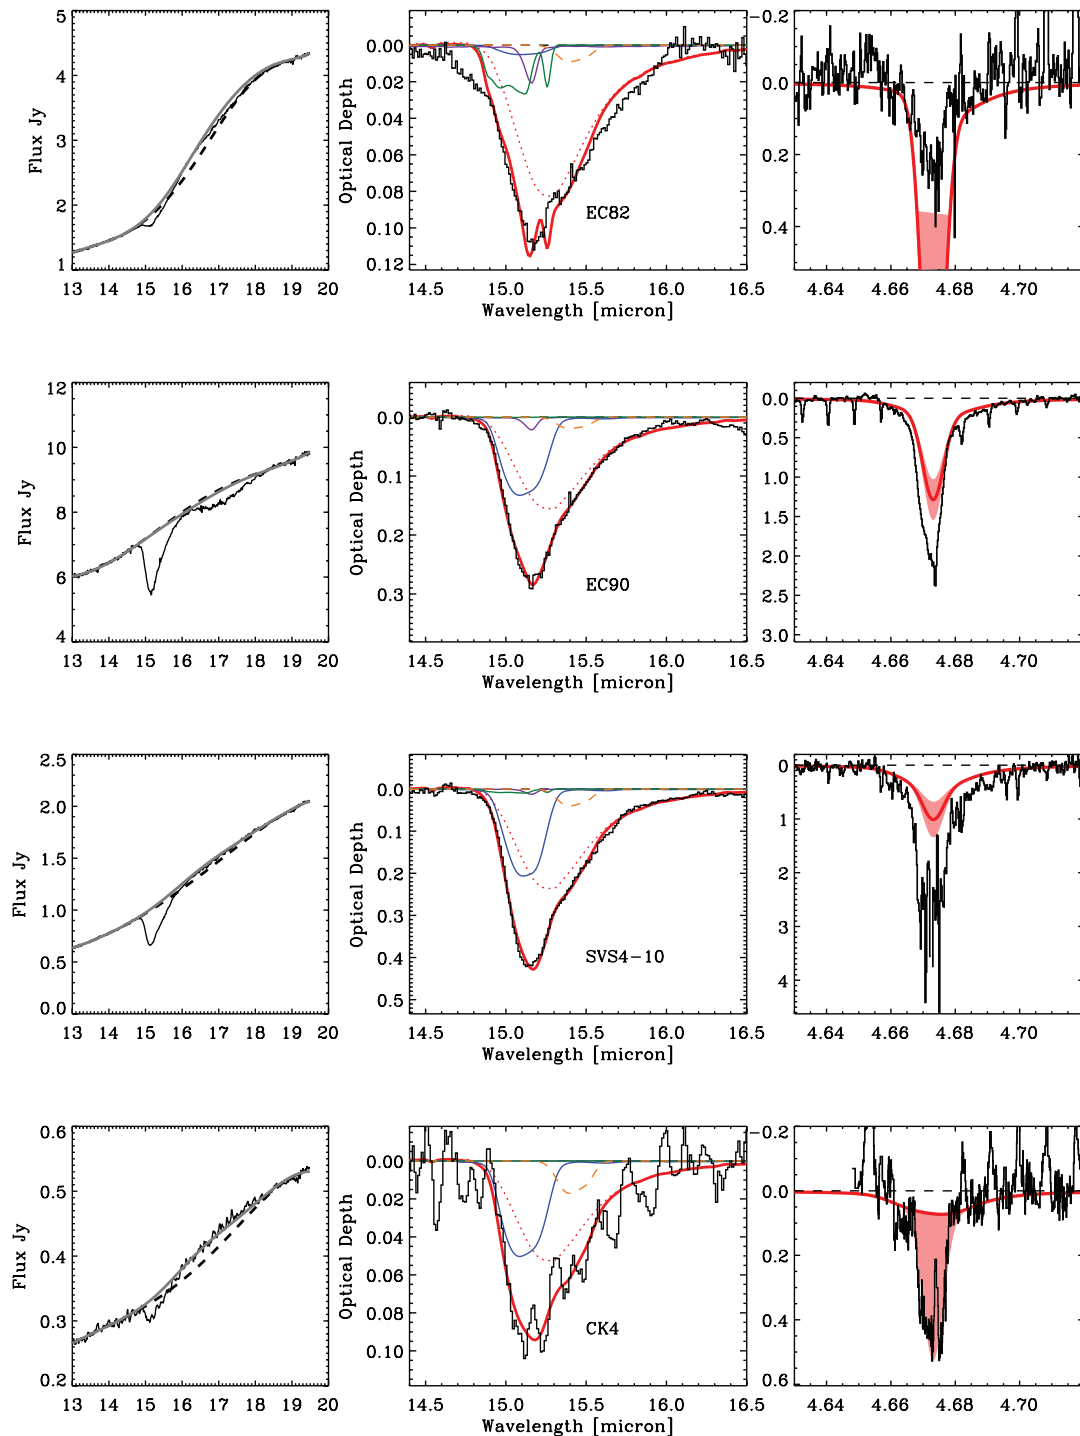 Flux Jy
5
4
3
2
1
13 14 15 16 17 18 19 20
Optical Depth
0.00
0.02
0.04
0.06
0.08
0.10
0.12
EC82
14.5 15.0 15.5 16.0 16.5
Wavelength [micron]
-0.2
0.0
0.2
0.4
4.64 4.66 4.68 4.70
Flux Jy
12
10
8
6
4
13 14 15 16 17 18 19 20
Optical Depth
0.0
0.1
0.2
0.3
EC90
14.5 15.0 15.5 16.0 16.5
Wavelength [micron]
0.0
0.5
1.0
1.5
2.0
2.5
3.0
4.64 4.66 4.68 4.70
Flux Jy
2.5
2.0
1.5
1.0
0.5
0.0
13 14 15 16 17 18 19 20
Optical Depth
0.0
0.1
0.2
0.3
0.4
0.5
SVS4-10
14.5 15.0 15.5 16.0 16.5
Wavelength [micron]
0
1
2
3
4
4.64 4.66 4.68 4.70
Flux Jy
0.6
0.5
0.4
0.3
0.2
13 14 15 16 17 18 19 20
Optical Depth
0.00
0.02
0.04
0.06
0.08
0.10
CK4
14.5 15.0 15.5 16.0 16.5
Wavelength [micron]
-0.2
0.0
0.2
0.4
0.6
4.64 4.66 4.68 4.70